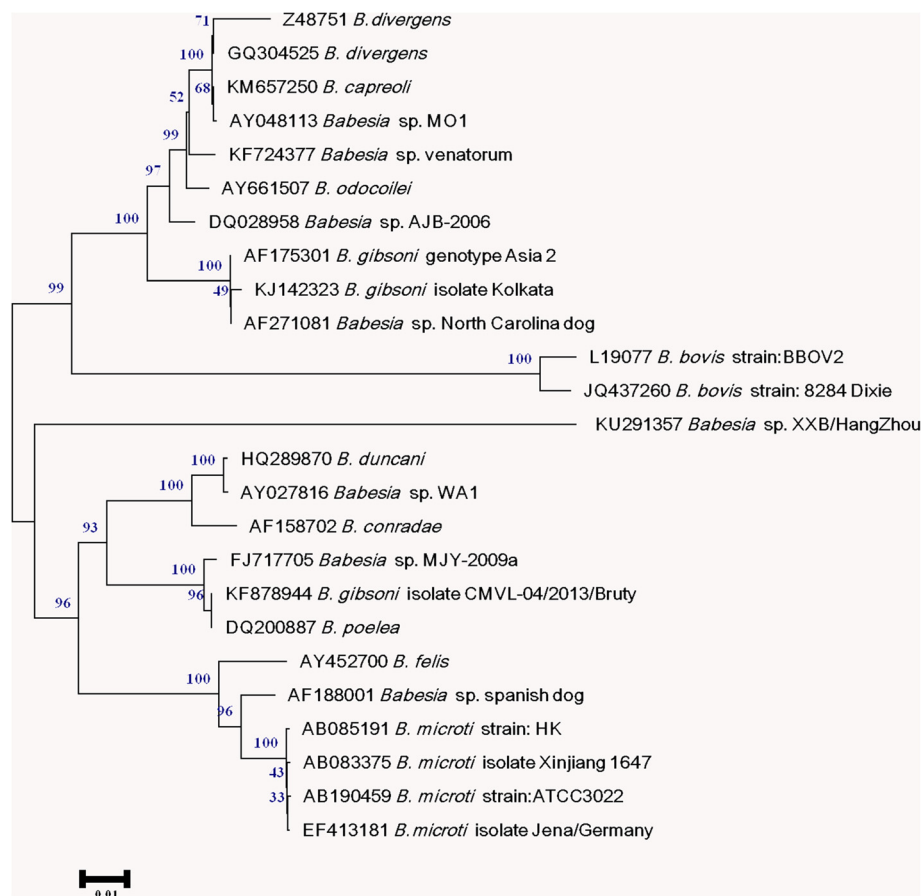 71
Z48751 B.divergens
100
GQ304525 B. divergens
68
KM657250 B. capreoli
52
AY048113 Babesia sp. MO1
99
KF724377 Babesia sp. venatorum
97
AY661507 B. odocoilei
100
DQ028958 Babesia sp. AJB-2006
100
AF175301 B. gibsoni genotype Asia 2
49
KJ142323 B. gibsoni isolate Kolkata
99
AF271081 Babesia sp. North Carolina dog
100
L19077 B. bovis strain:BBOV2
JQ437260 B. bovis strain: 8284 Dixie
KU291357 Babesia sp. XXB/HangZhou
100
HQ289870 B. duncani
100
AY027816 Babesia sp. WA1
93
AF158702 B. conradae
100
FJ717705 Babesia sp. MJY-2009a
96
KF878944 B. gibsoni isolate CMVL-04/2013/Bruty
96
DQ200887 B. poelea
100
AY452700 B. felis
96
AF188001 Babesia sp. spanish dog
100
AB085191 B. microti strain: HK
43
AB083375 B. microti isolate Xinjiang 1647
33
AB190459 B. microti strain:ATCC3022
EF413181 B.microti isolate Jena/Germany
0.01